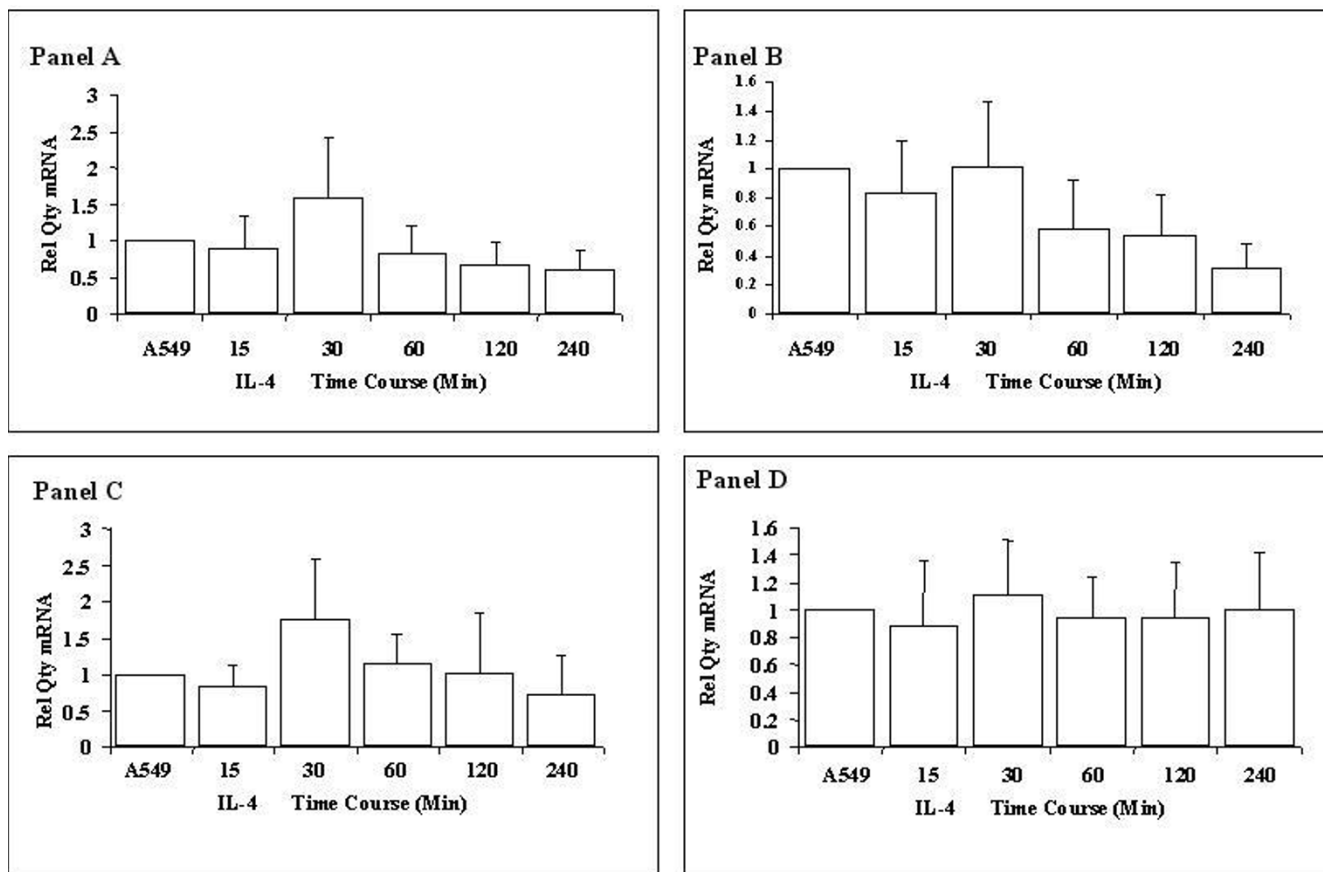 Panel A
Rel Qty mRNA
3
2.5
2
1.5
1
0.5
0
A549 15 30 60 120 240
IL-4 Time Course (Min)
Panel B
Rel Qty mRNA
1.6
1.4
1.2
1
0.8
0.6
0.4
0.2
0
A549 15 30 60 120 240
IL-4 Time Course (Min)
Panel C
Rel Qty mRNA
3
2.5
2
1.5
1
0.5
0
A549 15 30 60 120 240
IL-4 Time Course (Min)
Panel D
Rel Qty mRNA
1.6
1.4
1.2
1
0.8
0.6
0.4
0.2
0
A549 15 30 60 120 240
IL-4 Time Course (Min)